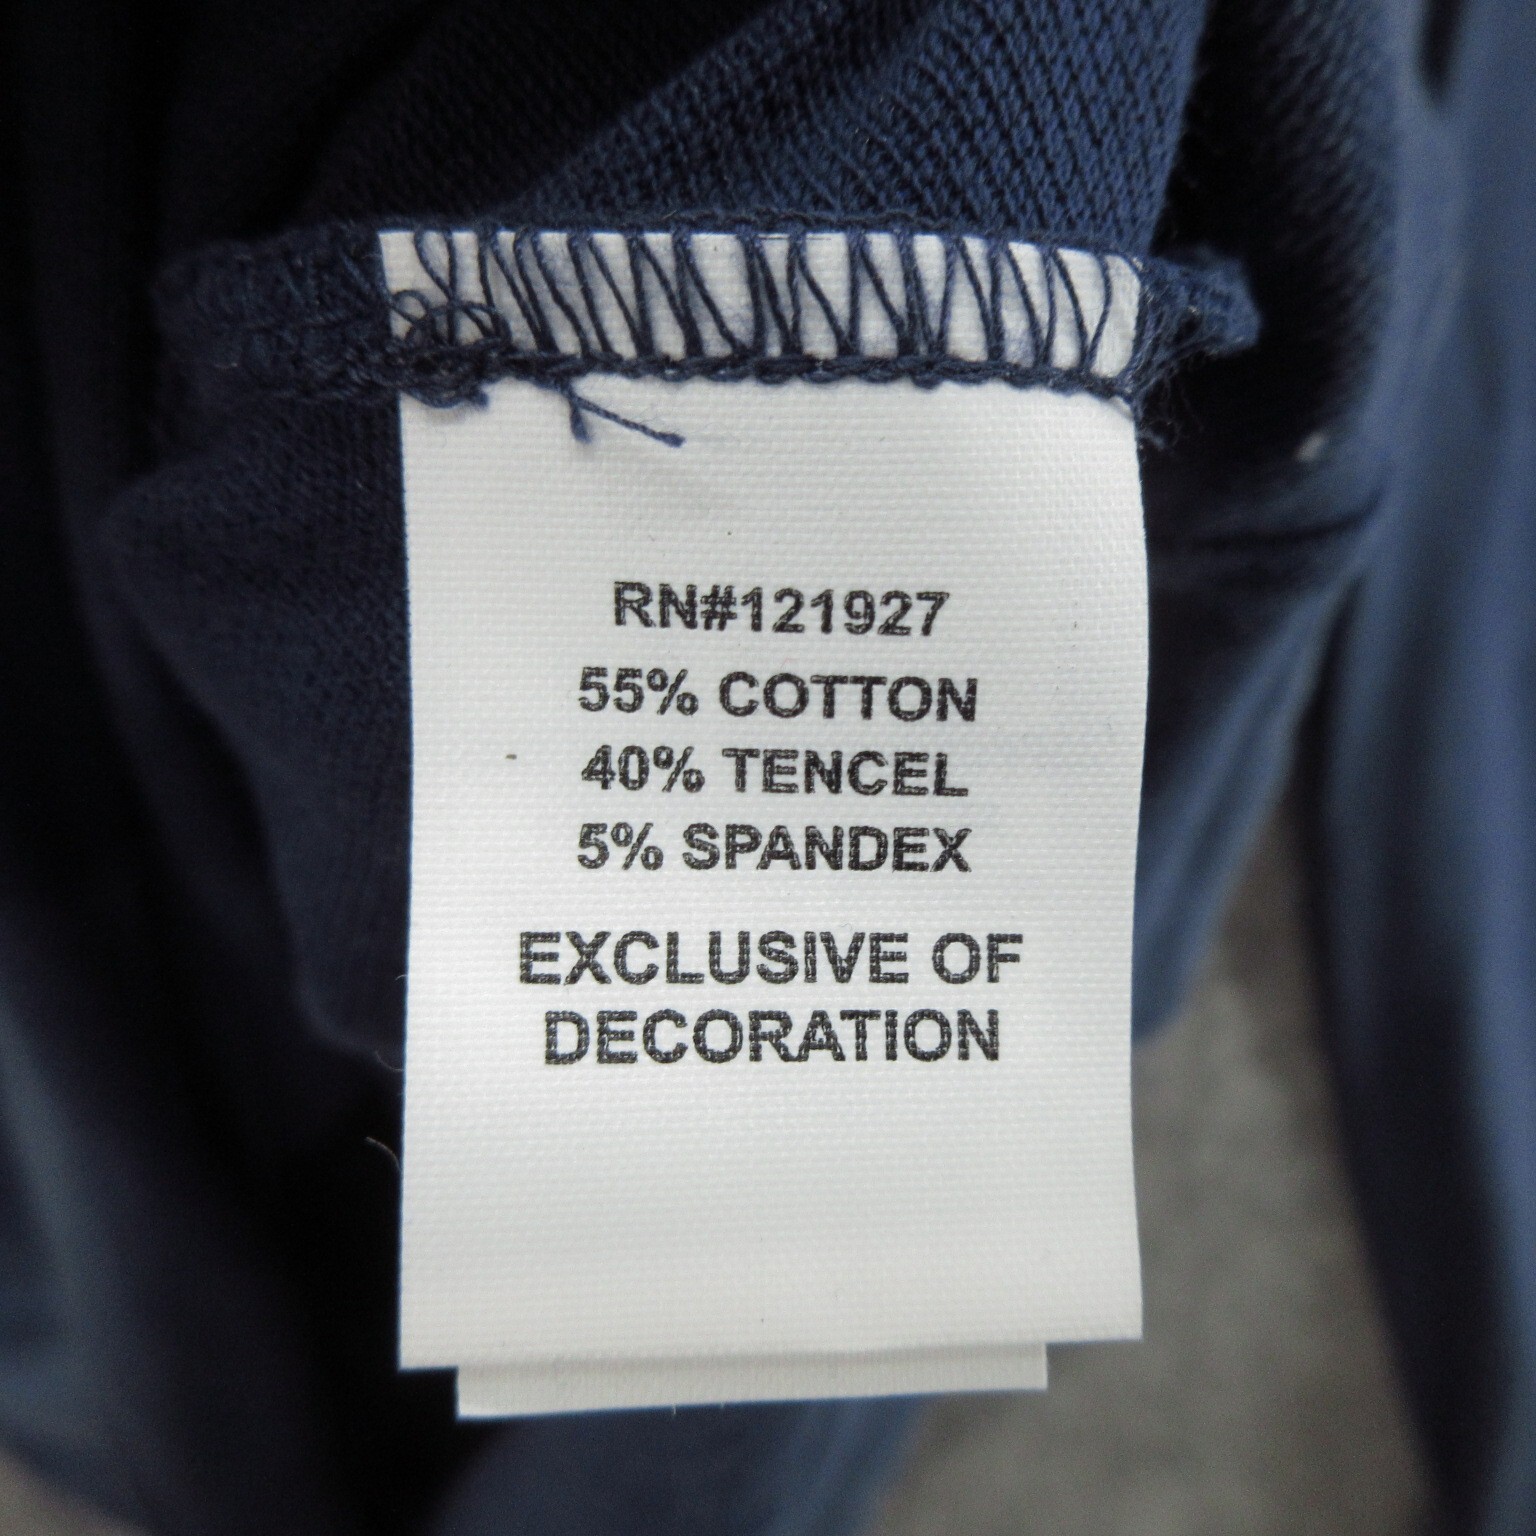 RN#121927
55% COTTON
40% TENCEL
5% SPANDEX
EXCLUSIVE OF
DECORATION